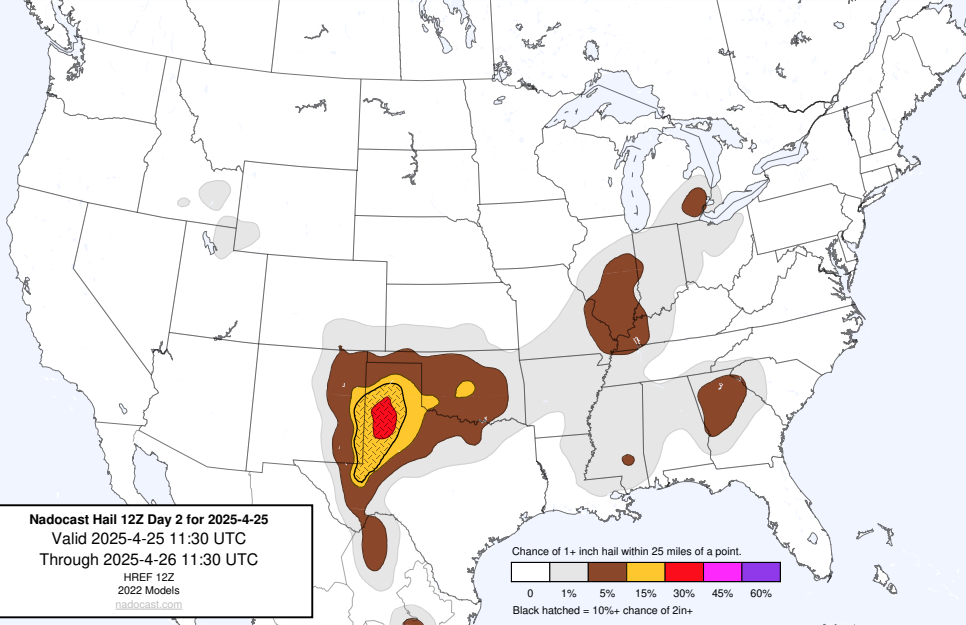 Nadocast Hail 12Z Day 2 for 2025-4-25
Valid 2025-4-25 11:30 UTC
Through 2025-4-26 11:30 UTC
HREF 12Z
2022 Models
nadocast.com
Chance of 1+ inch hail within 25 miles of a point.
0 1% 5% 15% 30% 45% 60%
Black hatched = 10%+ chance of 2in+